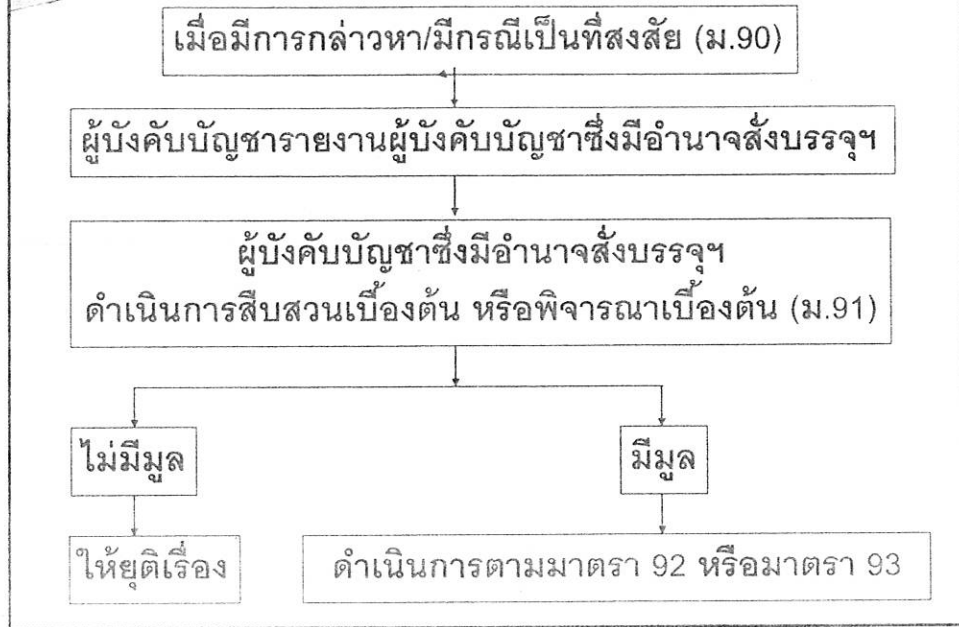 เมื่อมีการกล่าวหา/มีกรณีเป็นที่สงสัย (ม.90)
ผู้บังคับบัญชารายงานผู้บังคับบัญชาซึ่งมีอำนาจสั่งบรรจุฯ
ผู้บังคับบัญชาซึ่งมีอำนาจสั่งบรรจุฯ
ดำเนินการสืบสวนเบื้องต้น หรือพิจารณาเบื้องต้น (ม.91)
ไม่มีมูล
มีมูล
ให้ยุติเรื่อง
ดำเนินการตามมาตรา 92 หรือมาตรา 93